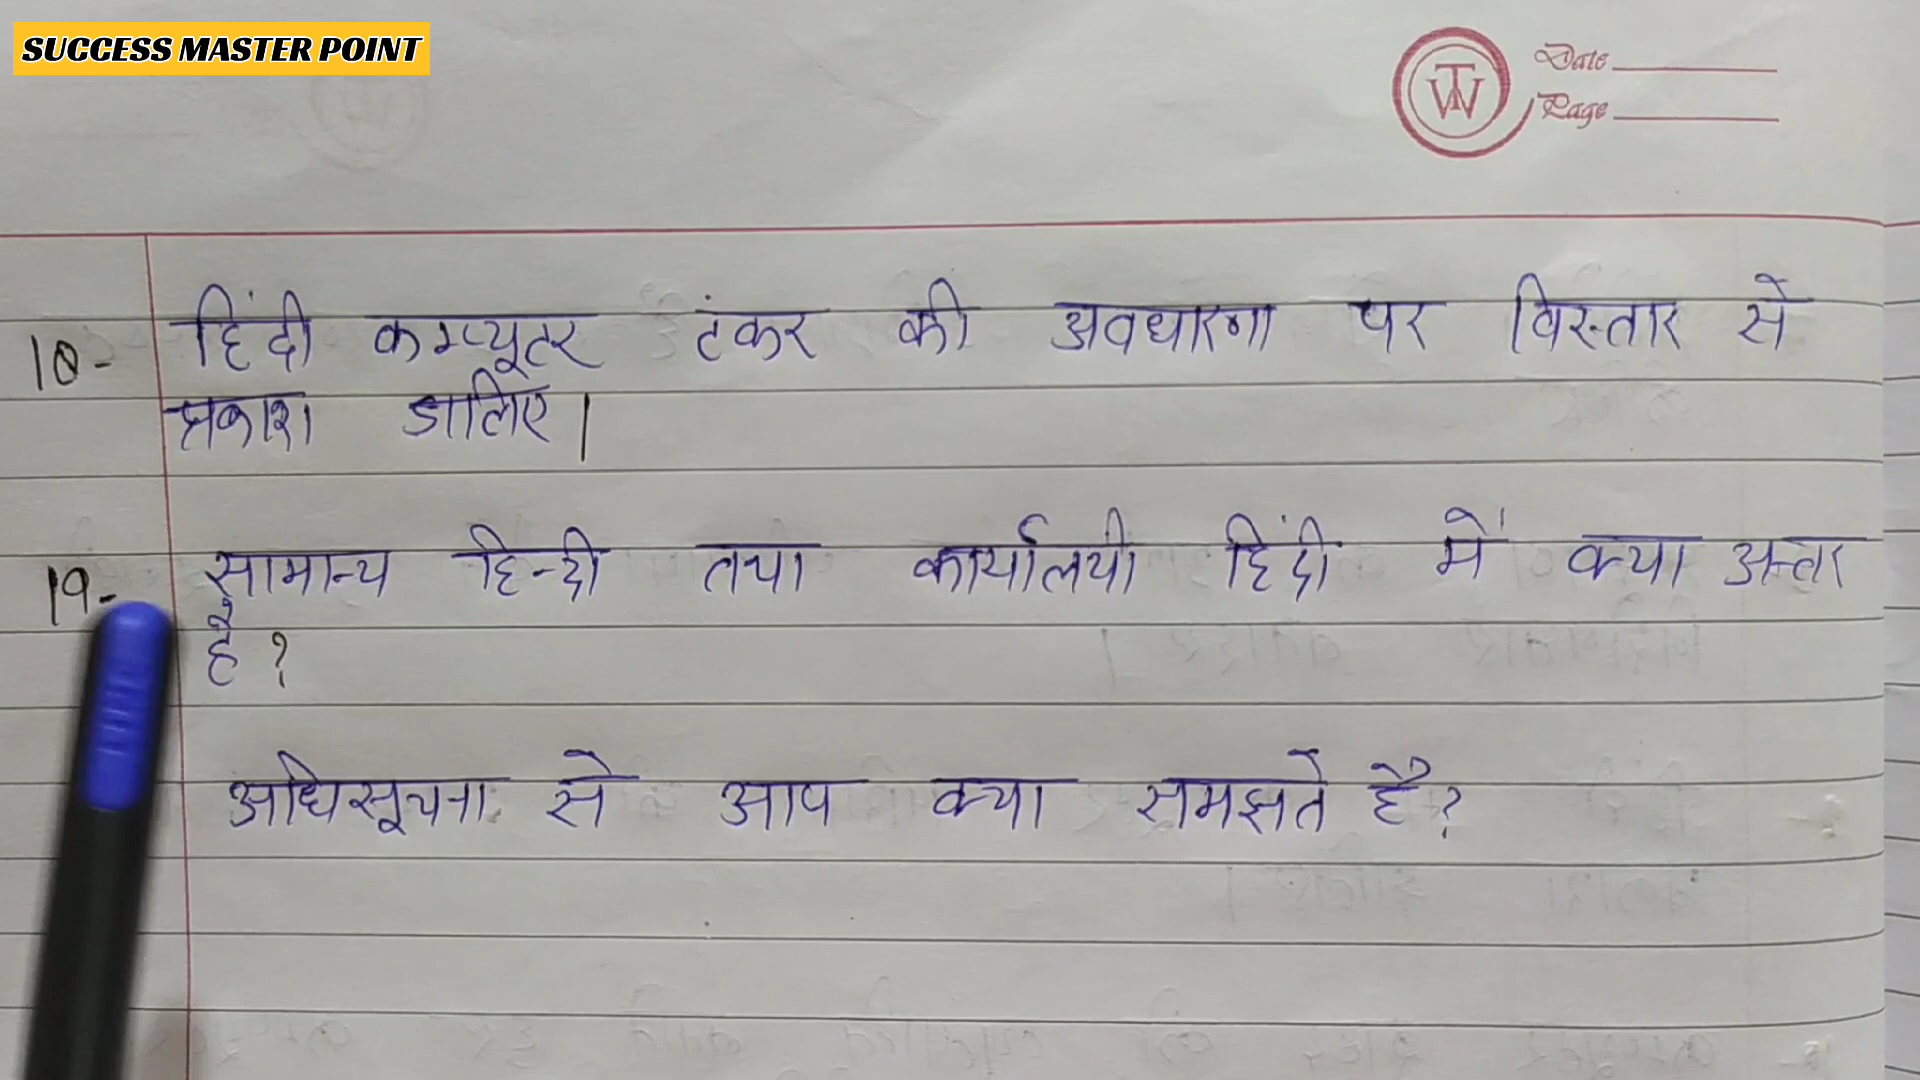 SUCCESS MASTER POINT
Date
Page
18- हिंदी कम्प्यूटर टंकर की अवधारणा पर विस्तार से
प्रकाश डालिए।
19- सामान्य हिन्दी तथा कार्यालयी हिंदी में क्या अन्तर
है ?
अधिसूचना से आप क्या समझते है ?